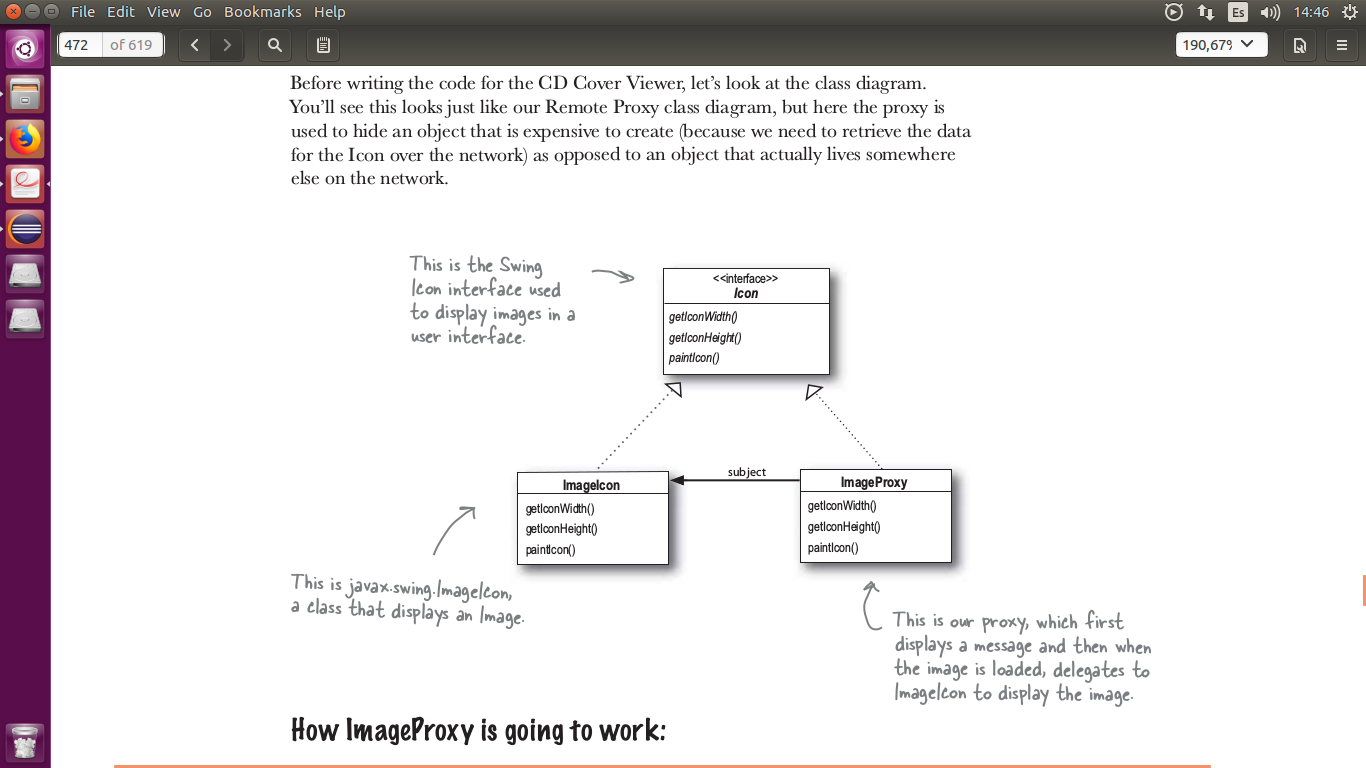 File Edit View Go Bookmarks Help
Es
14:46
472 of 619
190,67%
Before writing the code for the CD Cover Viewer, let’s look at the class diagram.
You’ll see this looks just like our Remote Proxy class diagram, but here the proxy is
used to hide an object that is expensive to create (because we need to retrieve the data
for the Icon over the network) as opposed to an object that actually lives somewhere
else on the network.
This is the Swing
Icon interface used
to display images in a
user interface.
<<interface>>
Icon
getIconWidth()
getIconHeight()
paintIcon()
subject
ImageIcon
getIconWidth()
getIconHeight()
paintIcon()
ImageProxy
getIconWidth()
getIconHeight()
paintIcon()
This is javax.swing.ImageIcon,
a class that displays an Image.
This is our proxy, which first
displays a message and then when
the image is loaded, delegates to
ImageIcon to display the image.
How ImageProxy is going to work: